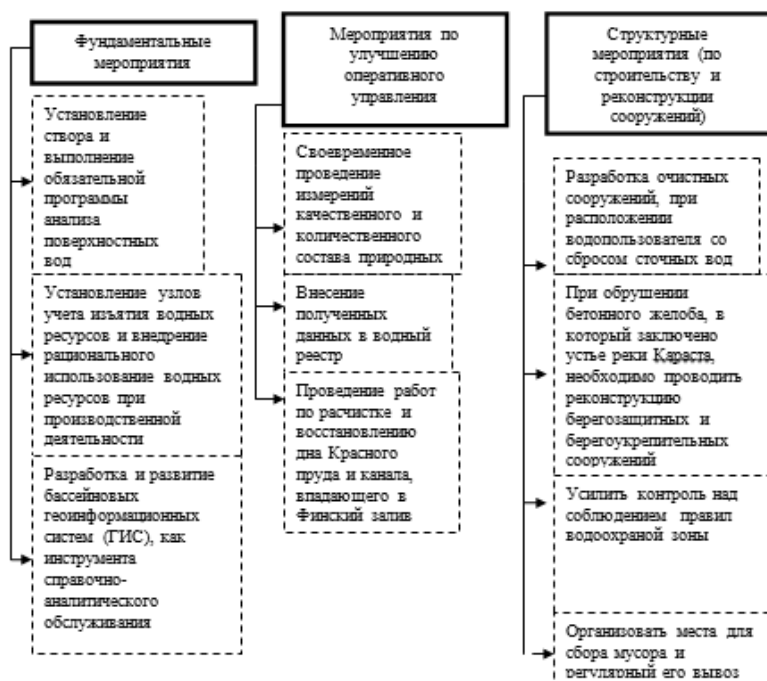 Фундаментальные
мероприятия
Установление
створа и
выполнение
обязательной
программы
анализа
поверхностных
вод
Установление узлов
учета изъятия водных
ресурсов и внедрение
рационального
использование водных
ресурсов при
производственной
деятельности
Разработка и развитие
бассейновых
геоинформационных
систем (ГИС), как
инструмента
справочно-
аналитического
обслуживания
Мероприятия по
улучшению
оперативного
управления
Своевременное
проведение
измерений
качественного и
количественного
состава природных
Внесение
полученных
данных в водный
реестр
Проведение работ
по расчистке и
восстановлению
дна Красного
пруда и канала,
впадающего в
Финский залив
Структурные
мероприятия (по
строительству и
реконструкции
сооружений)
Разработка очистных
сооружений, при
расположении
водопользователя со
сбросом сточных вод
При обрушении
бетонного желоба, в
который заключено
устье реки Караста,
необходимо проводить
реконструкцию
берегозащитных и
берегоукрепительных
сооружений
Усилить контроль над
соблюдением правил
водоохраной зоны
Организовать места для
сбора мусора и
регулярный его вывоз